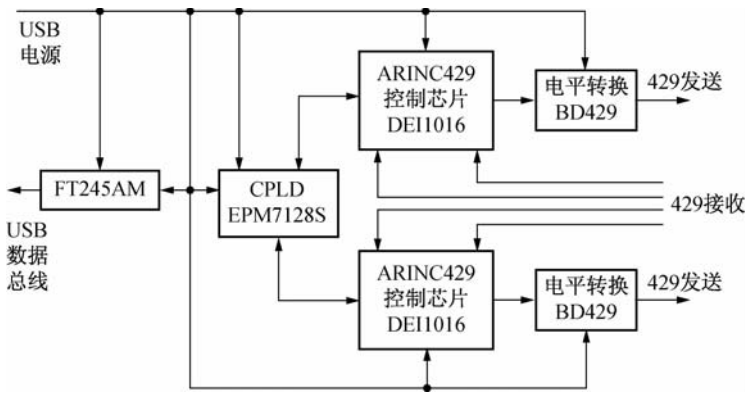 USB
电源
ARINC429
控制芯片
DEI1016
电平转换
BD429
429发送
FT245AM
CPLD
EPM7128S
USB
数据
总线
429接收
ARINC429
控制芯片
DEI1016
电平转换
BD429
429发送